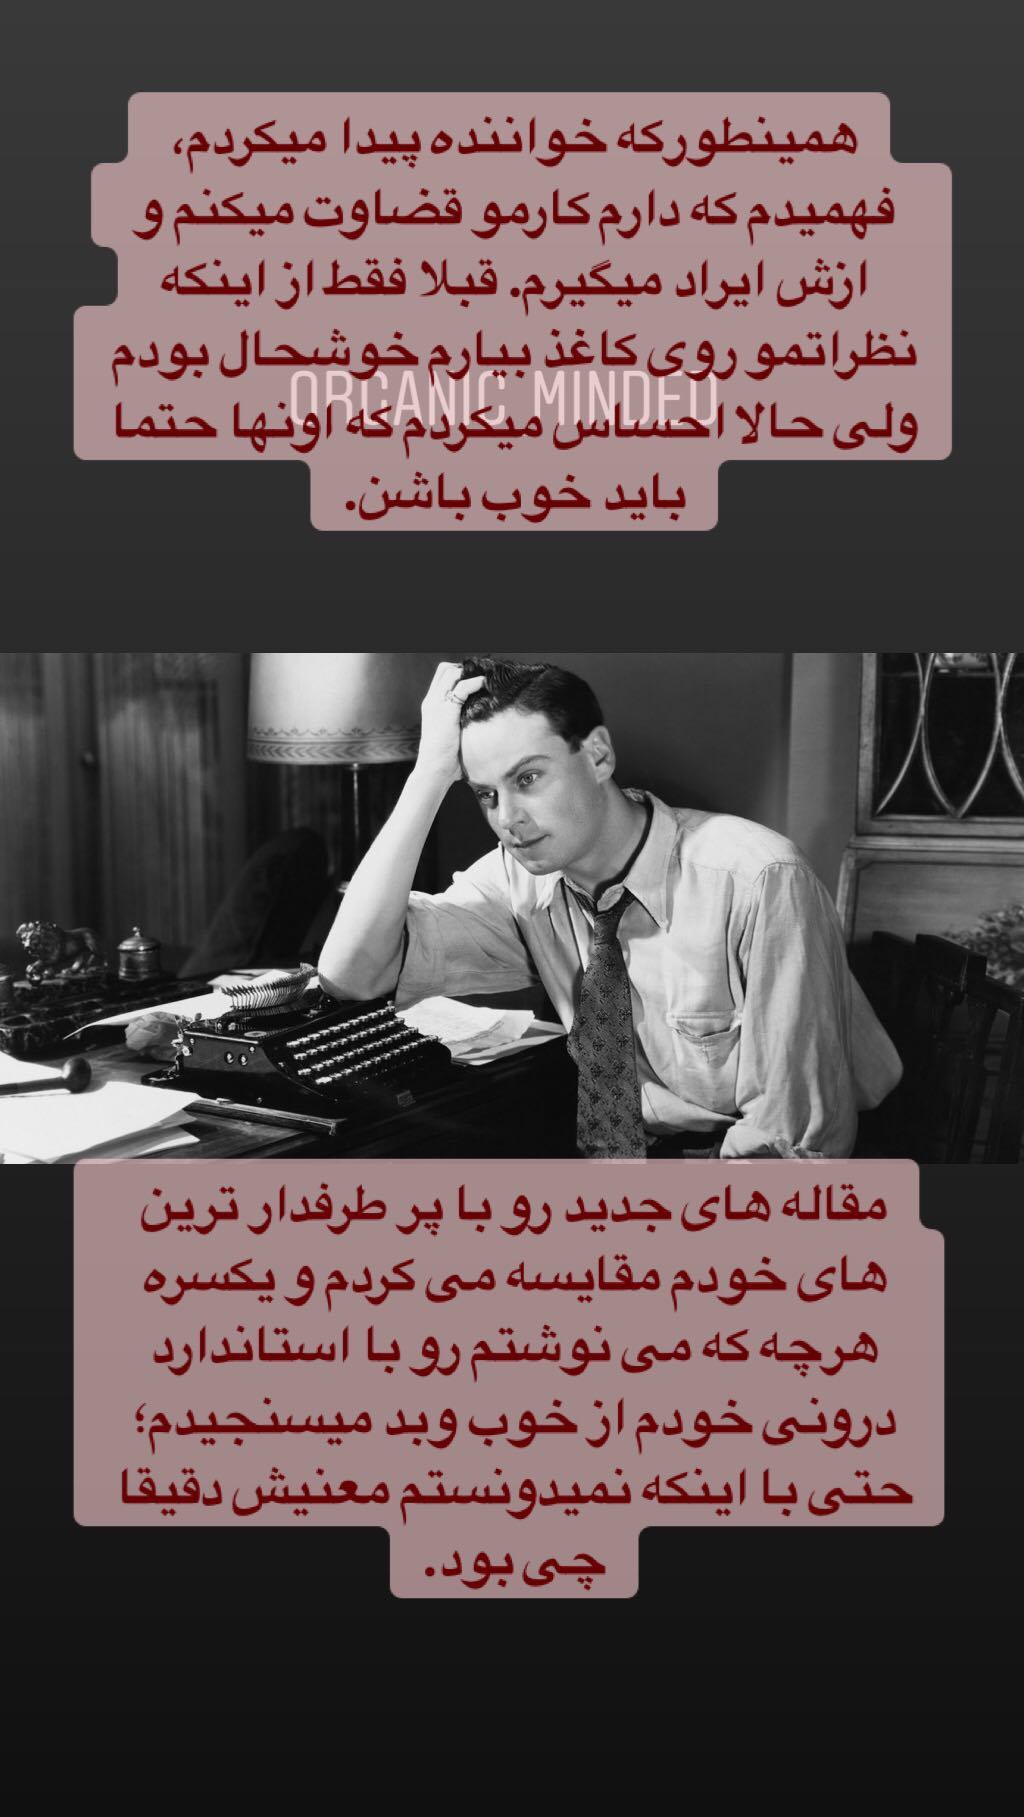 همینطورکه خواننده پیدا میکردم،
فهمیدم که دارم کارمو قضاوت میکنم و
ازش ایراد میگیرم. قبلا فقط از اینکه
نظراتمو روی کاغذ بیارم خوشحال بودم
ORGANIC_MINDED
ولی حالا احساس میکردم که اونها حتما
باید خوب باشن.
مقاله های جدید رو با پر طرفدار ترین
های خودم مقایسه می کردم و یکسره
هرچه که می نوشتم رو با استاندارد
درونی خودم از خوب وبد میسنجیدم؛
حتی با اینکه نمیدونستم معنیش دقیقا
چی بود.